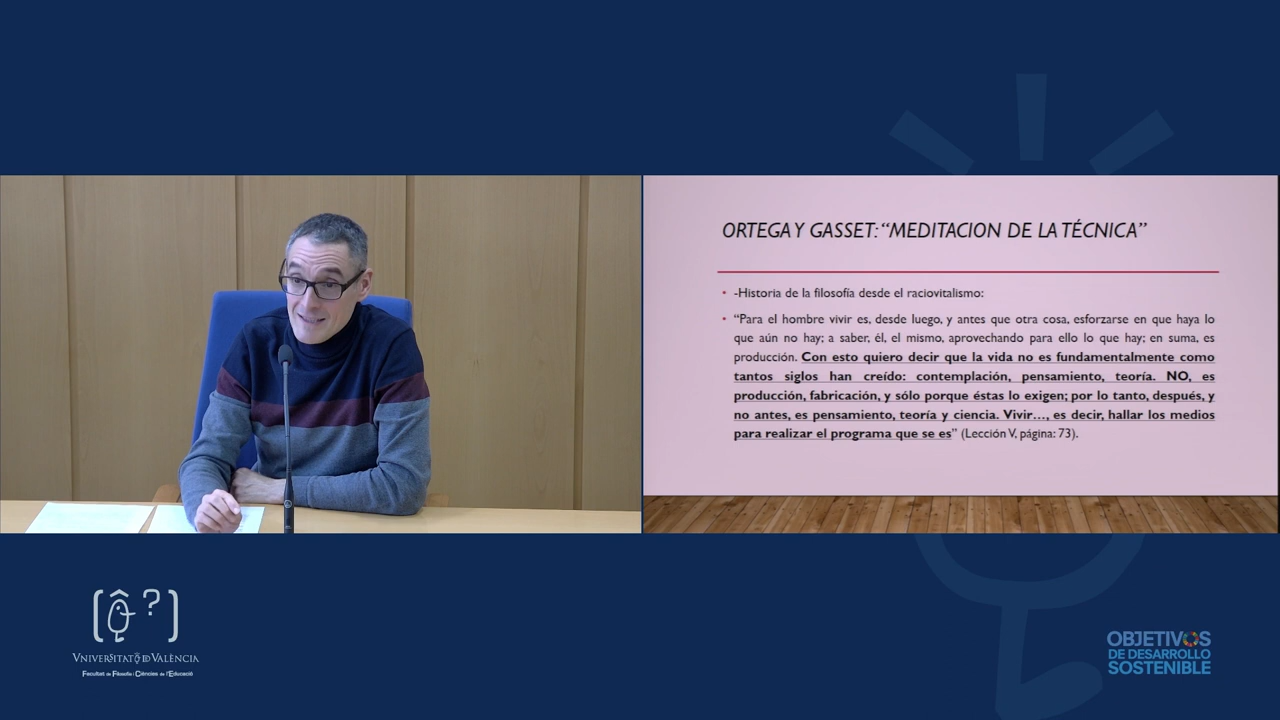 ORTEGA Y GASSET: “MEDITACION DE LA TÉCNICA”
• -Historia de la filosofía desde el raciovitalismo:
• “Para el hombre vivir es, desde luego, y antes que otra cosa, esforzarse en que haya lo
que aún no hay; a saber, él, el mismo, aprovechando para ello lo que hay; en suma, es
producción. Con esto quiero decir que la vida no es fundamentalmente como
tantos siglos han creído: contemplación, pensamiento, teoría. NO, es
producción, fabricación, y sólo porque éstas lo exigen; por lo tanto, después, y
no antes, es pensamiento, teoría y ciencia. Vivir…, es decir, hallar los medios
para realizar el programa que se es” (Lección V, página: 73).
[?]
VNIVERSITATÇDVALÈNCIA
Facultat de Filosofia i Ciències de l'Educació
OBJETIVOS
DE DESARROLLO
SOSTENIBLE